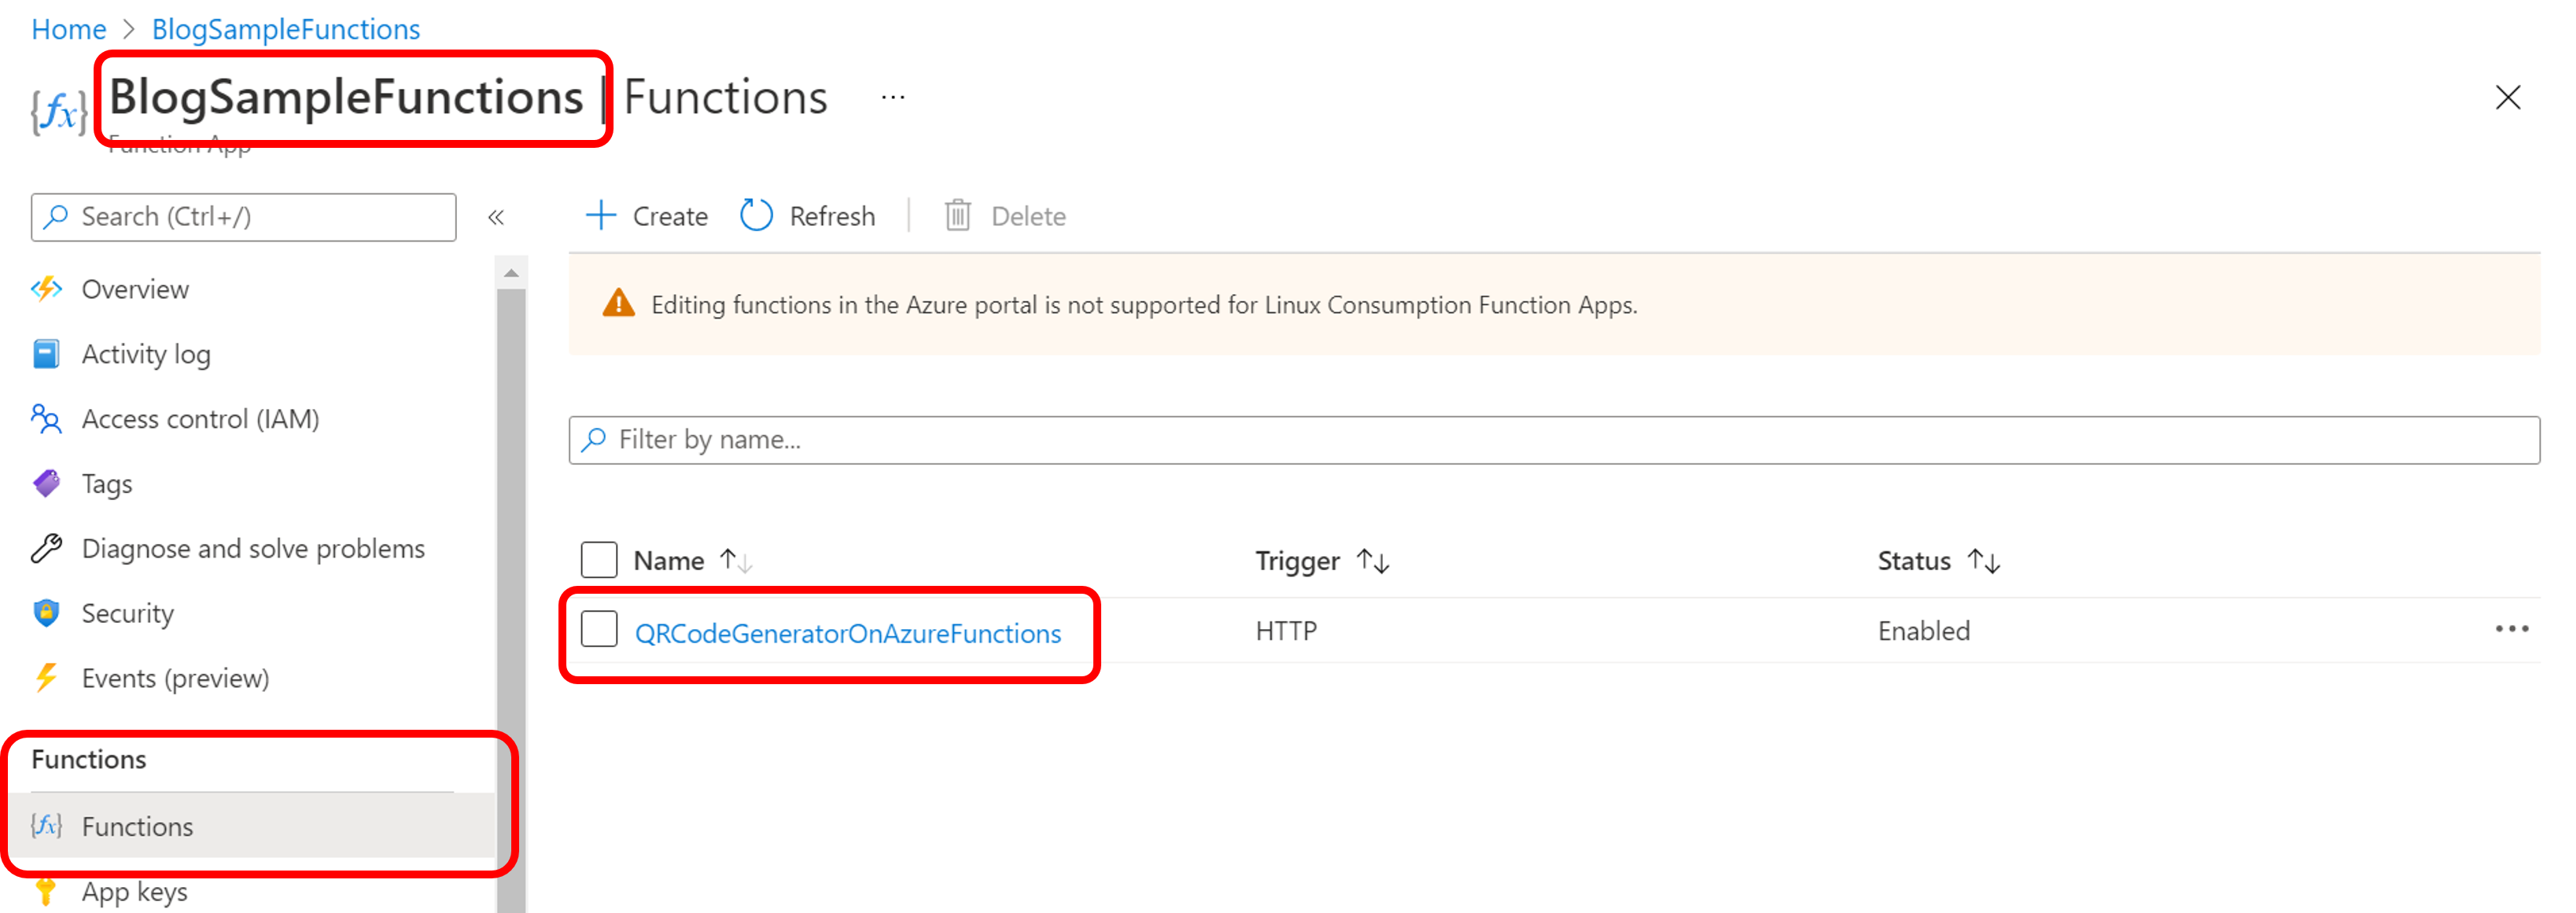 Home > BlogSampleFunctions
{fx} BlogSampleFunctions | Functions ...
Function App
Search (Ctrl+/) «
+ Create Refresh | Delete
Overview
Editing functions in the Azure portal is not supported for Linux Consumption Function Apps.
Activity log
Access control (IAM)
Filter by name...
Tags
Diagnose and solve problems
Name ↑↓ Trigger ↑↓ Status ↑↓
Security
QRCodeGeneratorOnAzureFunctions HTTP Enabled ...
Events (preview)
Functions
{fx} Functions
App keys